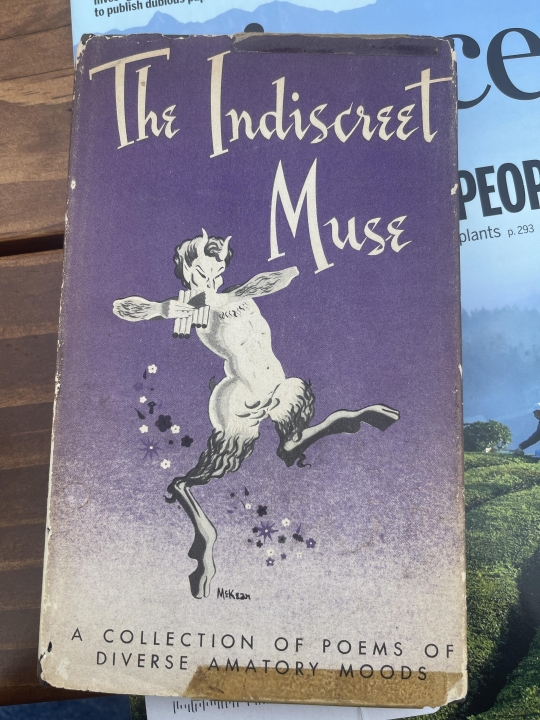 to publish dubious
ce
PEOP
plants p.293
The Indiscreet
Muse
McKean
A COLLECTION OF POEMS OF
DIVERSE AMATORY MOODS